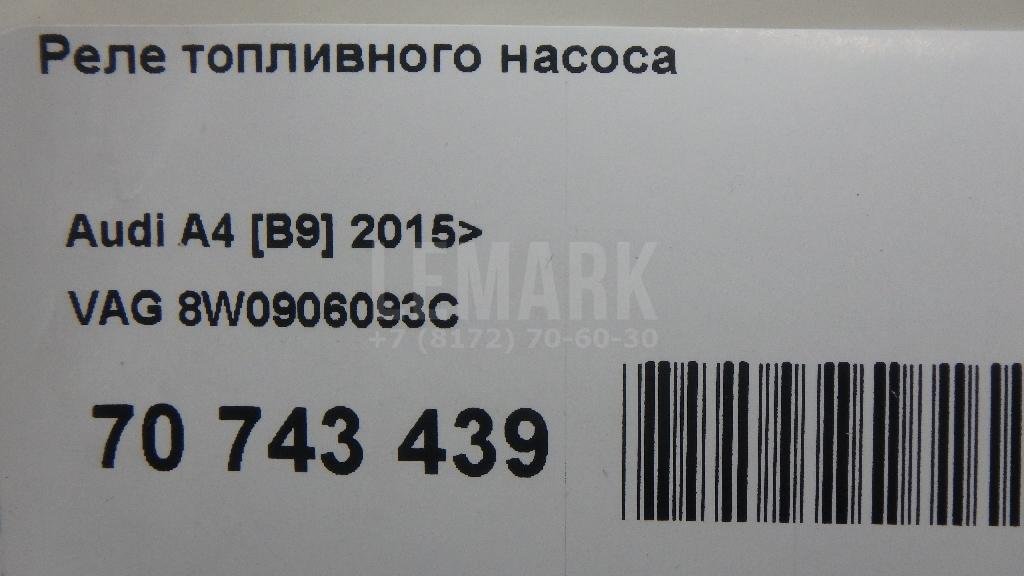 Реле топливного насоса
Audi A4 [B9] 2015>
LEMARK
VAG 8W0906093C
+7 (8172) 70-60-30
70 743 439